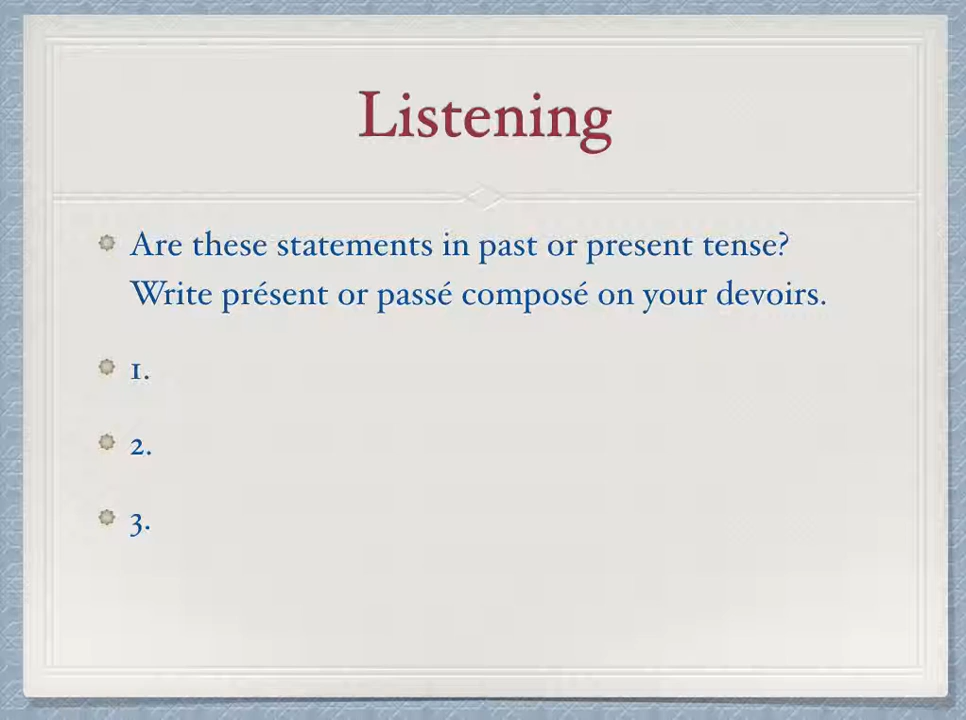 Listening
Are these statements in past or present tense?
Write présent or passé composé on your devoirs.
1.
2.
3.